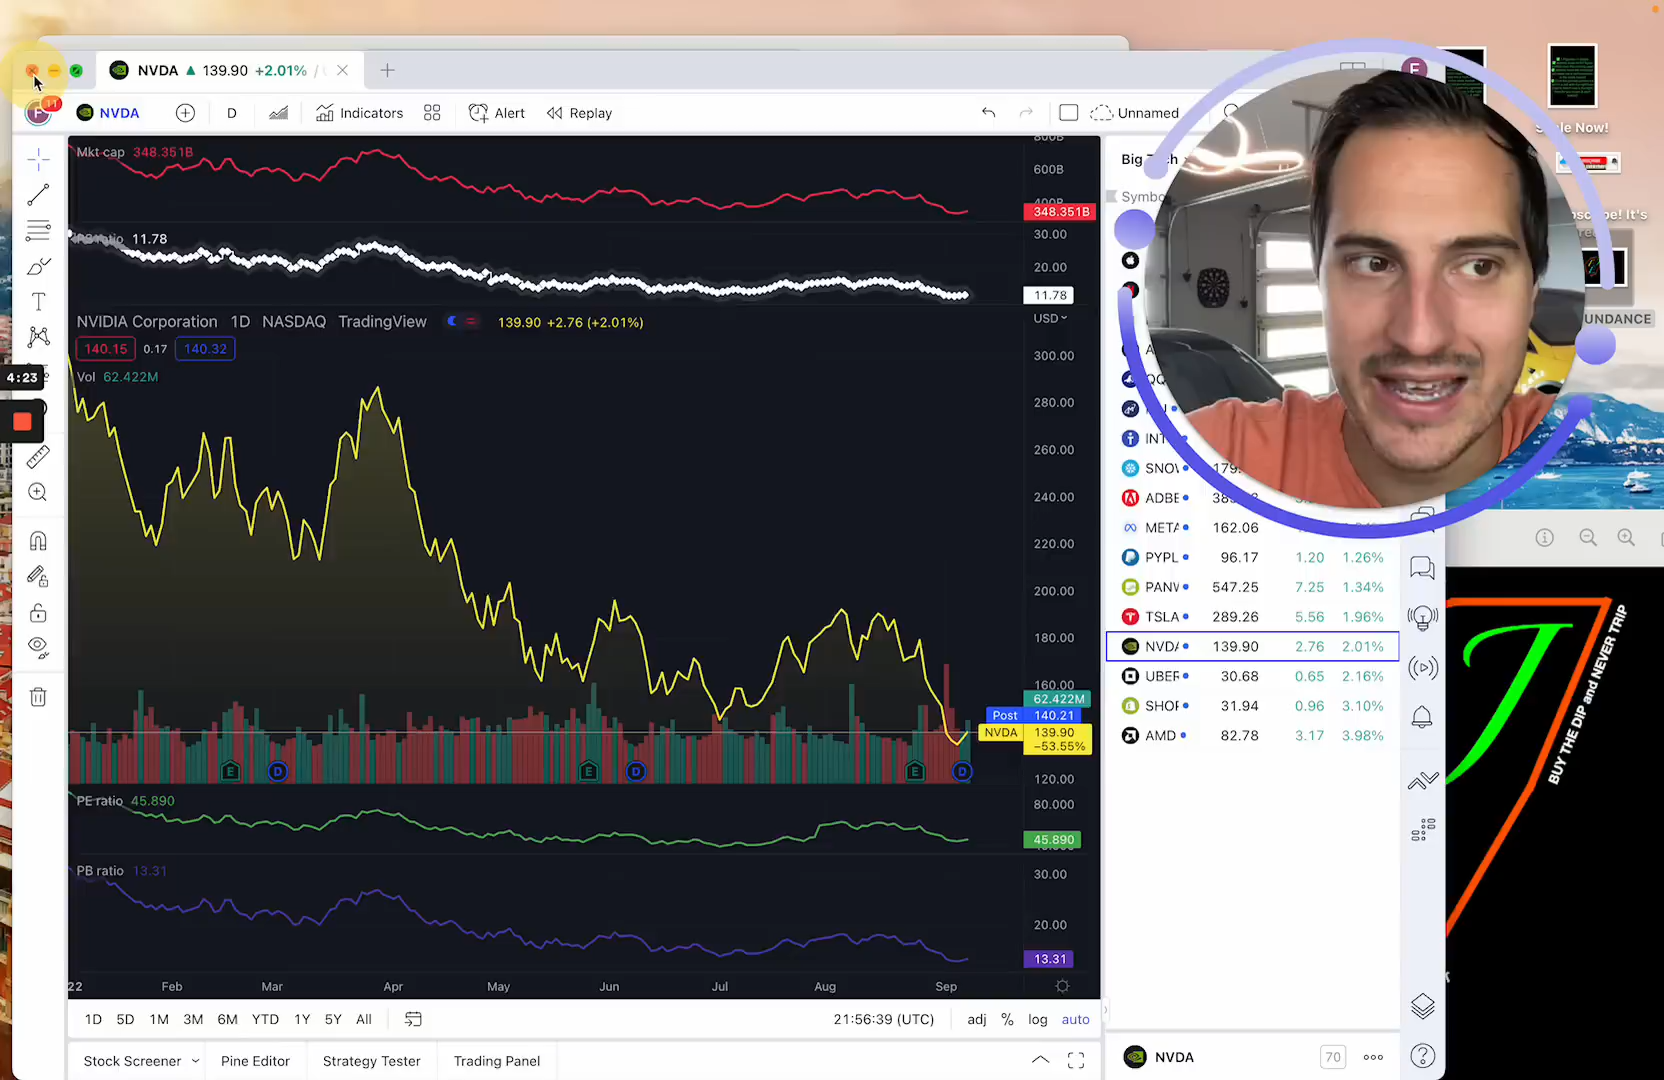 NVDA ▲ 139.90 +2.01% /
F
11
NVDA
D
Indicators
Alert
Replay
Unnamed
Mkt cap 348.351B
800B
600B
348.351B
11.78
30.00
20.00
11.78
NVIDIA Corporation 1D NASDAQ TradingView
139.90 +2.76 (+2.01%)
USD
140.15 0.17 140.32
Vol 62.422M
4:23
300.00
280.00
260.00
240.00
220.00
200.00
180.00
160.00
62.422M
Post 140.21
NVDA 139.90
−53.55%
120.00
E D E D E D
PE ratio 45.890
80.000
45.890
PB ratio 13.31
30.00
20.00
13.31
22 Feb Mar Apr May Jun Jul Aug Sep
1D 5D 1M 3M 6M YTD 1Y 5Y All
21:56:39 (UTC) adj % log auto
Stock Screener Pine Editor Strategy Tester Trading Panel
SNOW 179.
ADBE
META 162.06
PYPL 96.17 1.20 1.26%
PANW 547.25 7.25 1.34%
TSLA 289.26 5.56 1.96%
NVDA 139.90 2.76 2.01%
UBER 30.68 0.65 2.16%
SHOP 31.94 0.96 3.10%
AMD 82.78 3.17 3.98%
NVDA 70
Now!
UNDANCE
BUY THE DIP and NEVER TRIP